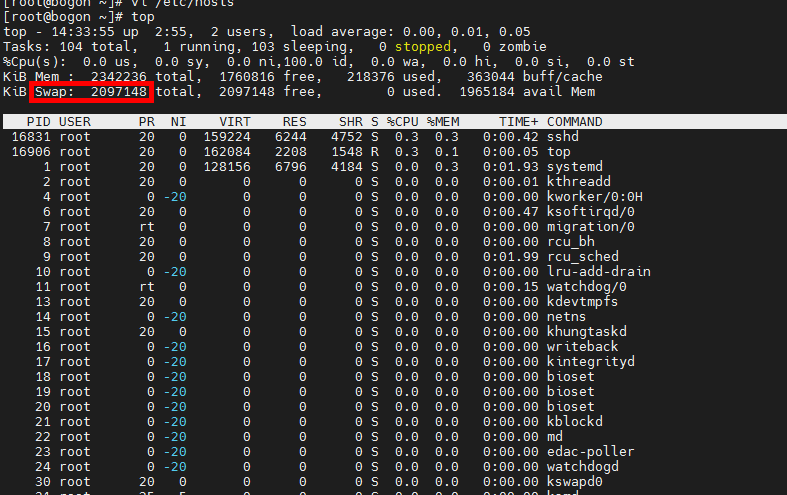 [root@bogon ~]# vi /etc/hosts
[root@bogon ~]# top
top - 14:33:55 up  2:55,  2 users,  load average: 0.00, 0.01, 0.05
Tasks: 104 total,   1 running, 103 sleeping,   0 stopped,   0 zombie
%Cpu(s):  0.0 us,  0.0 sy,  0.0 ni,100.0 id,  0.0 wa,  0.0 hi,  0.0 si,  0.0 st
KiB Mem :  2342236 total,  1760816 free,   218376 used,   363044 buff/cache
KiB Swap:  2097148 total,  2097148 free,        0 used.  1965184 avail Mem
PID USER      PR  NI    VIRT    RES    SHR S %CPU %MEM     TIME+ COMMAND
16831 root      20   0  159224   6244   4752 S  0.3  0.3   0:00.42 sshd
16906 root      20   0  162084   2208   1548 R  0.3  0.1   0:00.05 top
1 root      20   0  128156   6796   4184 S  0.0  0.3   0:01.93 systemd
2 root      20   0       0      0      0 S  0.0  0.0   0:00.01 kthreadd
4 root       0 -20       0      0      0 S  0.0  0.0   0:00.00 kworker/0:0H
6 root      20   0       0      0      0 S  0.0  0.0   0:00.47 ksoftirqd/0
7 root      rt   0       0      0      0 S  0.0  0.0   0:00.00 migration/0
8 root      20   0       0      0      0 S  0.0  0.0   0:00.00 rcu_bh
9 root      20   0       0      0      0 S  0.0  0.0   0:01.99 rcu_sched
10 root       0 -20       0      0      0 S  0.0  0.0   0:00.00 lru-add-drain
11 root      rt   0       0      0      0 S  0.0  0.0   0:00.15 watchdog/0
13 root      20   0       0      0      0 S  0.0  0.0   0:00.00 kdevtmpfs
14 root       0 -20       0      0      0 S  0.0  0.0   0:00.00 netns
15 root      20   0       0      0      0 S  0.0  0.0   0:00.00 khungtaskd
16 root       0 -20       0      0      0 S  0.0  0.0   0:00.00 writeback
17 root       0 -20       0      0      0 S  0.0  0.0   0:00.00 kintegrityd
18 root       0 -20       0      0      0 S  0.0  0.0   0:00.00 bioset
19 root       0 -20       0      0      0 S  0.0  0.0   0:00.00 bioset
20 root       0 -20       0      0      0 S  0.0  0.0   0:00.00 bioset
21 root       0 -20       0      0      0 S  0.0  0.0   0:00.00 kblockd
22 root       0 -20       0      0      0 S  0.0  0.0   0:00.00 md
23 root       0 -20       0      0      0 S  0.0  0.0   0:00.00 edac-poller
24 root       0 -20       0      0      0 S  0.0  0.0   0:00.00 watchdogd
30 root      20   0       0      0      0 S  0.0  0.0   0:00.00 kswapd0